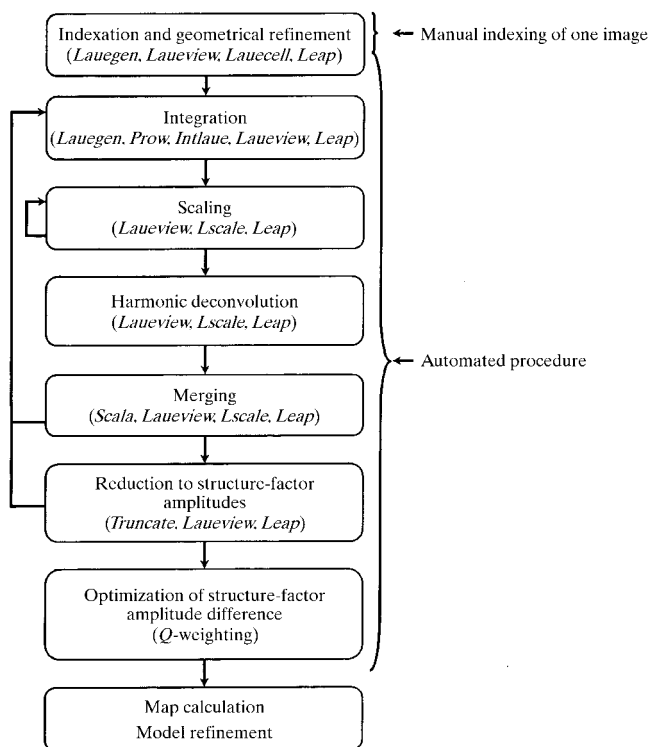 Indexation and geometrical refinement
(Lauegen, Laueview, Lauecell, Leap)
Manual indexing of one image
Integration
(Lauegen, Prow, Intlaue, Laueview, Leap)
Scaling
(Laueview, Lscale, Leap)
Harmonic deconvolution
(Laueview, Lscale, Leap)
Automated procedure
Merging
(Scala, Laueview, Lscale, Leap)
Reduction to structure-factor
amplitudes
(Truncate, Laueview, Leap)
Optimization of structure-factor
amplitude difference
(Q-weighting)
Map calculation
Model refinement